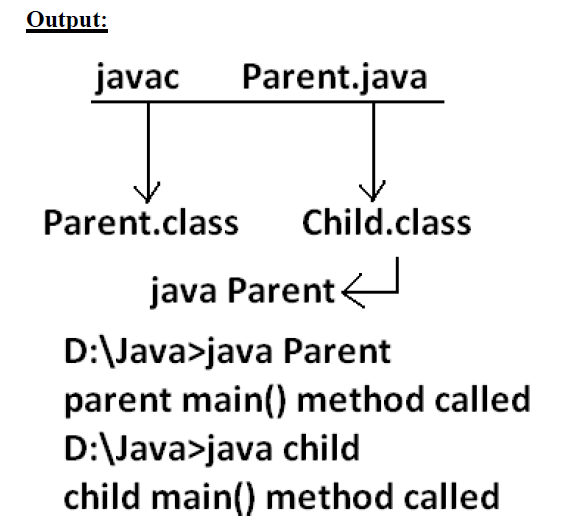 Output:
javac Parent.java
Parent.class Child.class
java Parent
D:\Java>java Parent
parent main() method called
D:\Java>java child
child main() method called